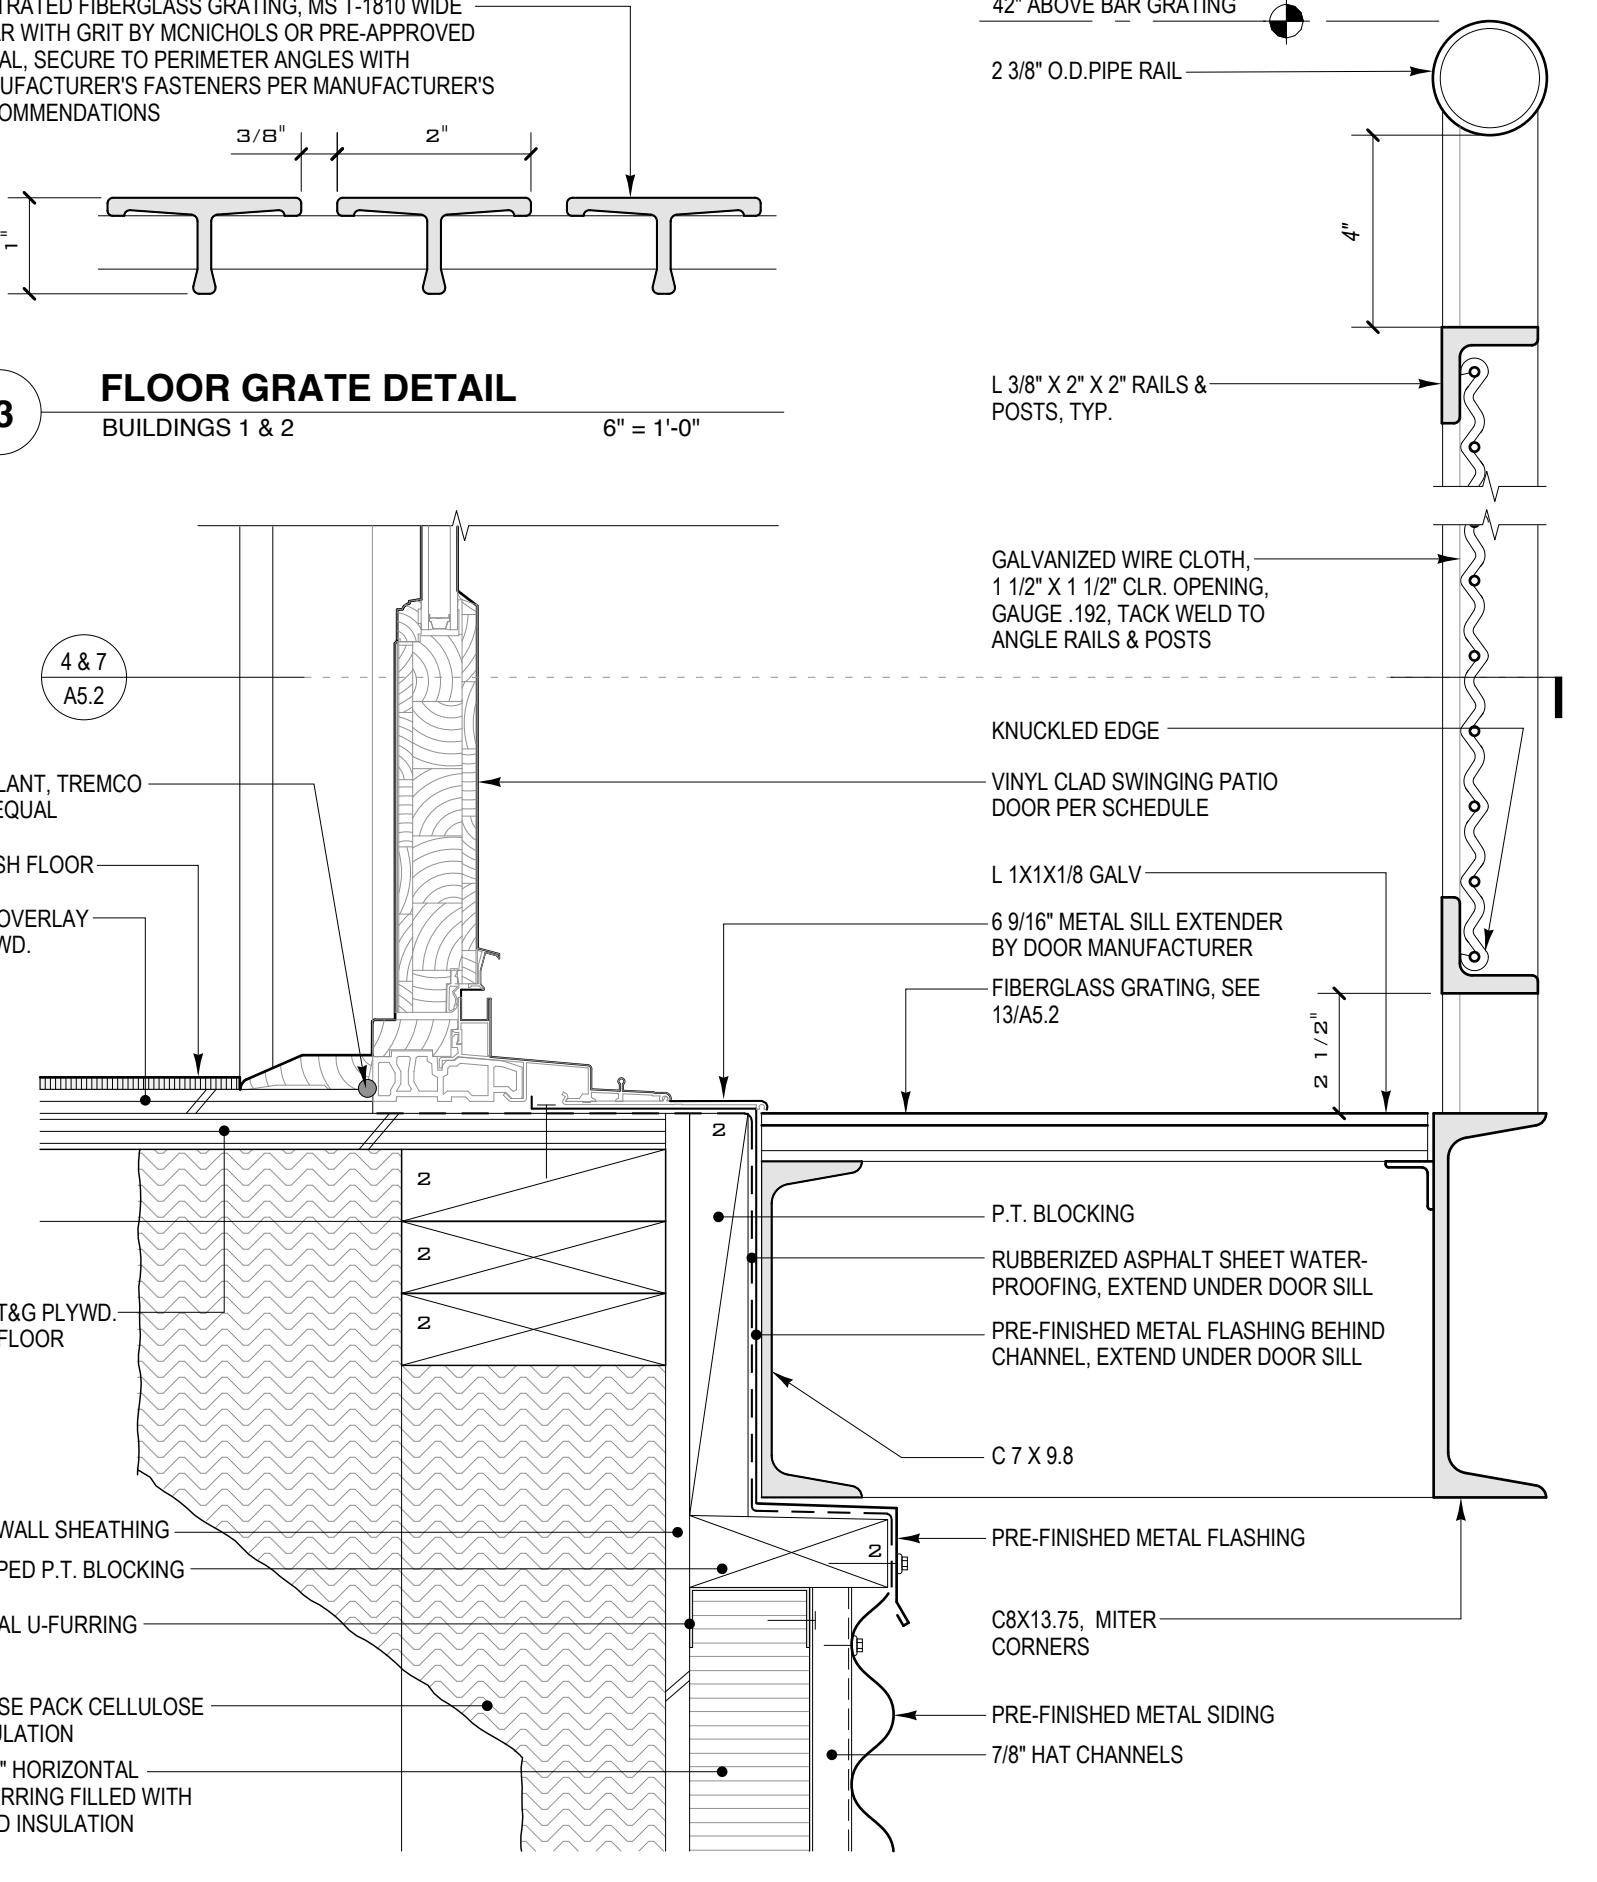 TRATED FIBERGLASS GRATING, MS T-1810 WIDE
AR WITH GRIT BY MCNICHOLS OR PRE-APPROVED
AL, SECURE TO PERIMETER ANGLES WITH
UFACTURER'S FASTENERS PER MANUFACTURER'S
OMMENDATIONS
3/8"
2"
1"
3
FLOOR GRATE DETAIL
BUILDINGS 1 & 2
6" = 1'-0"
42" ABOVE BAR GRATING
2 3/8" O.D.PIPE RAIL
4"
L 3/8" X 2" X 2" RAILS &
POSTS, TYP.
GALVANIZED WIRE CLOTH,
1 1/2" X 1 1/2" CLR. OPENING,
GAUGE .192, TACK WELD TO
ANGLE RAILS & POSTS
4 & 7
A5.2
KNUCKLED EDGE
VINYL CLAD SWINGING PATIO
DOOR PER SCHEDULE
L 1X1X1/8 GALV
6 9/16" METAL SILL EXTENDER
BY DOOR MANUFACTURER
FIBERGLASS GRATING, SEE
13/A5.2
2 1/2"
LANT, TREMCO
EQUAL
SH FLOOR
OVERLAY
WD.
2
2
2
2
T&G PLYWD.
FLOOR
P.T. BLOCKING
RUBBERIZED ASPHALT SHEET WATER-
PROOFING, EXTEND UNDER DOOR SILL
PRE-FINISHED METAL FLASHING BEHIND
CHANNEL, EXTEND UNDER DOOR SILL
C 7 X 9.8
WALL SHEATHING
PED P.T. BLOCKING
AL U-FURRING
SE PACK CELLULOSE
ULATION
" HORIZONTAL
RRING FILLED WITH
D INSULATION
2
PRE-FINISHED METAL FLASHING
C8X13.75, MITER
CORNERS
PRE-FINISHED METAL SIDING
7/8" HAT CHANNELS